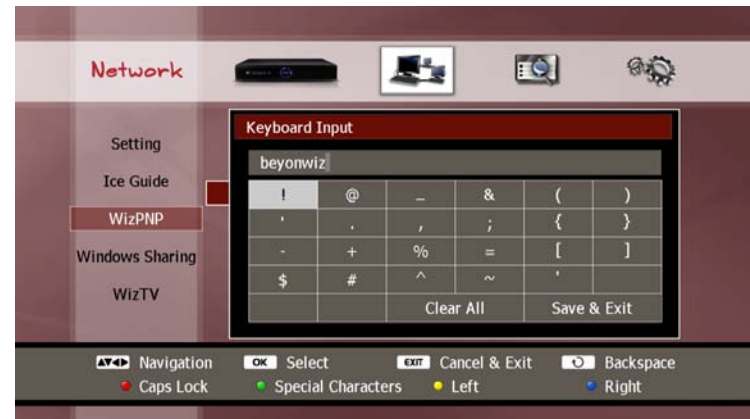 Network
Setting
Ice Guide
WizPNP
Windows Sharing
WizTV
Keyboard Input
beyonwiz
! @ _ & ( )
' . , ; { }
- + % = [ ]
$ # ^ ~ '
Clear All Save & Exit
▲▼◀▶ Navigation OK Select EXIT Cancel & Exit Backspace
Caps Lock Special Characters Left Right